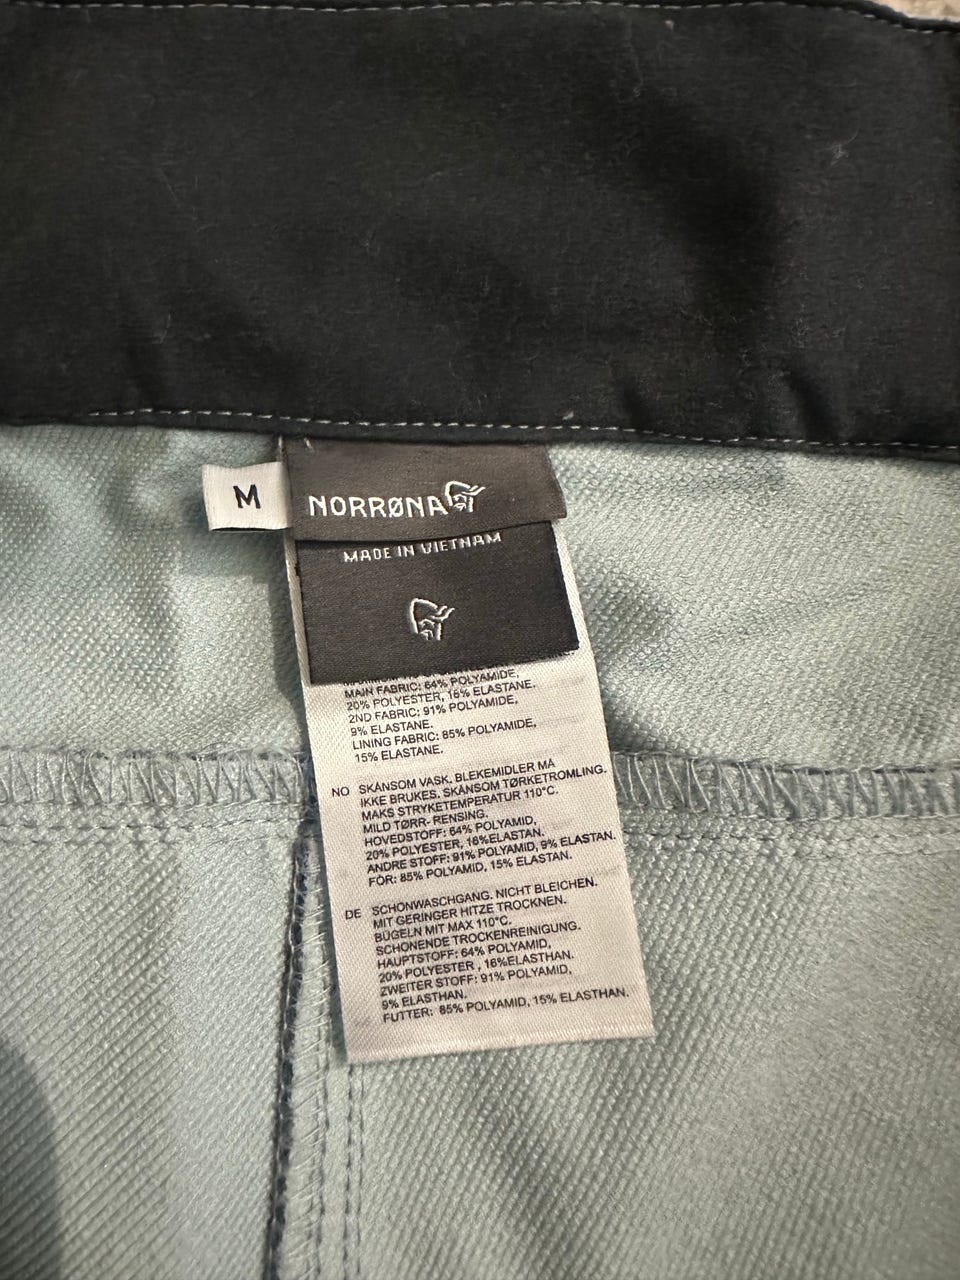 M
NORRØNA
MADE IN VIETNAM
MAIN FABRIC: 64% POLYAMIDE,
20% POLYESTER, 16% ELASTANE.
2ND FABRIC: 91% POLYAMIDE,
9% ELASTANE.
LINING FABRIC: 85% POLYAMIDE,
15% ELASTANE.
NO SKÅNSOM VASK. BLEKEMIDLER MÅ
IKKE BRUKES. SKÅNSOM TØRKETROMLING.
MAKS STRYKETEMPERATUR 110°C.
MILD TØRR- RENSING.
HOVEDSTOFF: 64% POLYAMID,
20% POLYESTER, 16%ELASTAN.
ANDRE STOFF: 91% POLYAMID, 9% ELASTAN.
FÓR: 85% POLYAMID, 15% ELASTAN.
DE SCHONWASCHGANG. NICHT BLEICHEN.
MIT GERINGER HITZE TROCKNEN.
BÜGELN MIT MAX 110°C.
SCHONENDE TROCKENREINIGUNG.
HAUPTSTOFF: 64% POLYAMID,
20% POLYESTER , 16%ELASTHAN.
ZWEITER STOFF: 91% POLYAMID,
9% ELASTHAN.
FUTTER: 85% POLYAMID, 15% ELASTHAN.